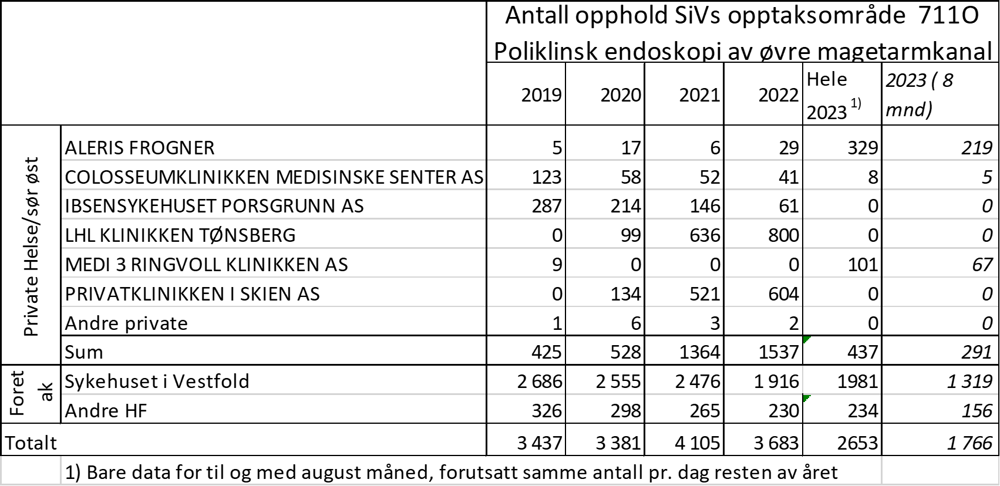 Antall opphold SiVs opptaksområde 711O
Poliklinsk endoskopi av øvre magetarmkanal
2019 2020 2021 2022 Hele 2023 1) 2023 ( 8 mnd)
Private Helse/sør øst
ALERIS FROGNER 5 17 6 29 329 219
COLOSSEUMKLINIKKEN MEDISINSKE SENTER AS 123 58 52 41 8 5
IBSENSYKEHUSET PORSGRUNN AS 287 214 146 61 0 0
LHL KLINIKKEN TØNSBERG 0 99 636 800 0 0
MEDI 3 RINGVOLL KLINIKKEN AS 9 0 0 0 101 67
PRIVATKLINIKKEN I SKIEN AS 0 134 521 604 0 0
Andre private 1 6 3 2 0 0
Sum 425 528 1364 1537 437 291
Foret
ak
Sykehuset i Vestfold 2 686 2 555 2 476 1 916 1981 1 319
Andre HF 326 298 265 230 234 156
Totalt 3 437 3 381 4 105 3 683 2653 1 766
1) Bare data for til og med august måned, forutsatt samme antall pr. dag resten av året